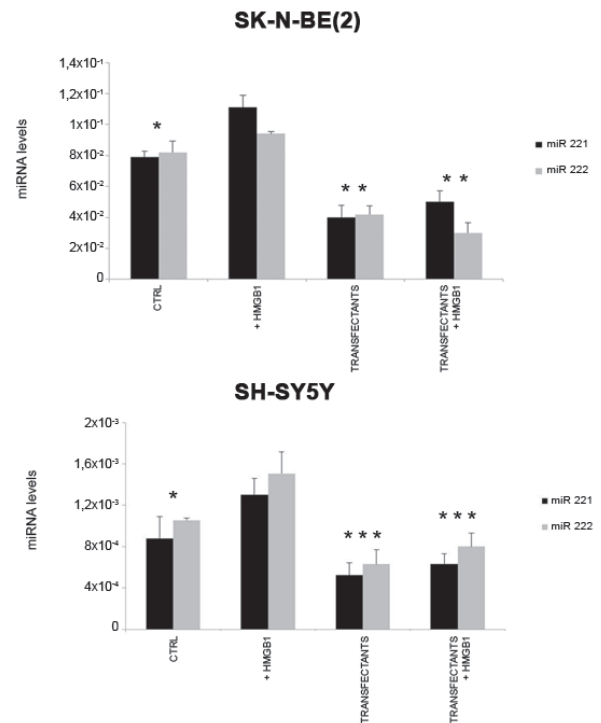 SK-N-BE(2)
miRNA levels
1,4x10⁻¹
1,2x10⁻¹
1x10⁻¹
8x10⁻²
6x10⁻²
4x10⁻²
2x10⁻²
0
*
* *
* *
miR 221
miR 222
CTRL
+ HMGB1
TRANSFECTANTS
TRANSFECTANTS
+ HMGB1
SH-SY5Y
miRNA levels
2x10⁻³
1,6x10⁻³
1,2x10⁻³
8x10⁻⁴
4x10⁻⁴
0
*
* * *
* * *
miR 221
miR 222
CTRL
+ HMGB1
TRANSFECTANTS
TRANSFECTANTS
+ HMGB1